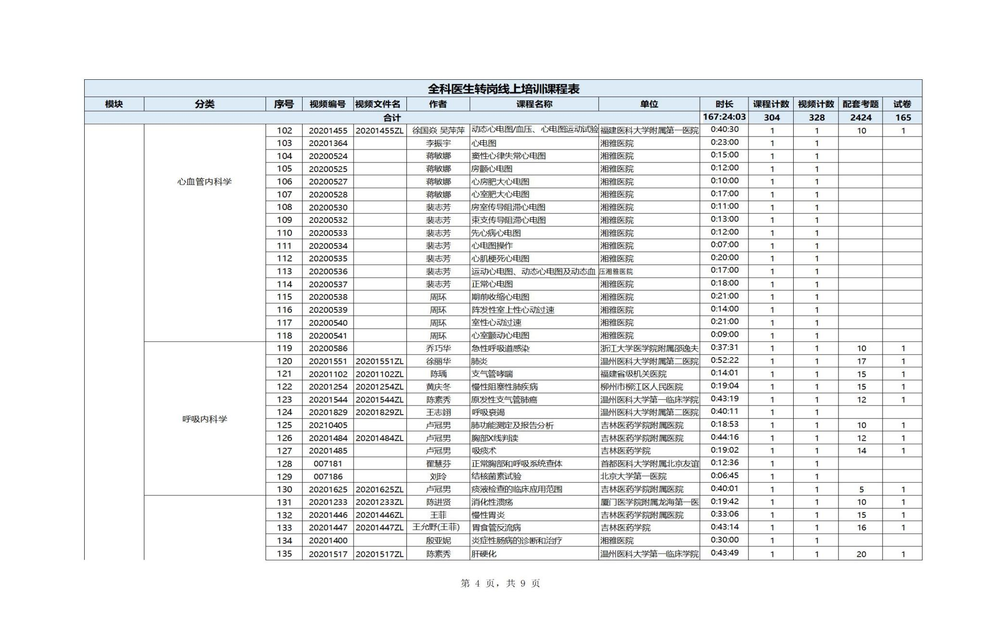 全科医生转岗线上培训课程表
模块 分类 序号 视频编号 视频文件名 作者 课程名称 单位 时长 课程计数 视频计数 配套考题 试卷
合计 167:24:03 304 328 2424 165
102 20201455 20201455ZL 徐国焱 吴萍萍 动态心电图/血压、心电图运动试验 福建医科大学附属第一医院 0:40:30 1 1 10 1
103 20201364 李振宇 心电图 湘雅医院 0:23:00 1 1
104 20200524 蒋敏娜 窦性心律失常心电图 湘雅医院 0:15:00 1 1
105 20200525 蒋敏娜 房颤心电图 湘雅医院 0:12:00 1 1
心血管内科学 106 20200527 蒋敏娜 心房肥大心电图 湘雅医院 0:10:00 1 1
107 20200528 蒋敏娜 心室肥大心电图 湘雅医院 0:17:00 1 1
108 20200530 裴志芳 房室传导阻滞心电图 湘雅医院 0:11:00 1 1
109 20200532 裴志芳 束支传导阻滞心电图 湘雅医院 0:13:00 1 1
110 20200533 裴志芳 先心病心电图 湘雅医院 0:12:00 1 1
111 20200534 裴志芳 心电图操作 湘雅医院 0:07:00 1 1
112 20200535 裴志芳 心肌梗死心电图 湘雅医院 0:20:00 1 1
113 20200536 裴志芳 运动心电图、动态心电图及动态血 压湘雅医院 0:17:00 1 1
114 20200537 裴志芳 正常心电图 湘雅医院 0:18:00 1 1
115 20200538 周环 期前收缩心电图 湘雅医院 0:21:00 1 1
116 20200539 周环 阵发性室上性心动过速 湘雅医院 0:14:00 1 1
117 20200540 周环 室性心动过速 湘雅医院 0:21:00 1 1
118 20200541 周环 心室颤动心电图 湘雅医院 0:09:00 1 1
119 20200586 乔巧华 急性呼吸道感染 浙江大学医学院附属邵逸夫 0:37:31 1 1 10 1
120 20201551 20201551ZL 徐丽华 肺炎 温州医科大学附属第二医院 0:52:22 1 1 17 1
121 20201102 20201102ZL 陈瑀 支气管哮喘 福建省级机关医院 0:14:01 1 1 15 1
122 20201254 20201254ZL 黄庆冬 慢性阻塞性肺疾病 柳州市柳江区人民医院 0:19:04 1 1 15 1
123 20201544 20201544ZL 陈素秀 原发性支气管肺癌 温州医科大学第一临床学院 0:43:19 1 1 12 1
124 20201829 20201829ZL 王志翊 呼吸衰竭 温州医科大学附属第二医院 0:40:11 1 1
呼吸内科学 125 20210405 卢冠男 肺功能测定及报告分析 吉林医药学院附属医院 0:18:53 1 1 10 1
126 20201484 20201484ZL 卢冠男 胸部X线判读 吉林医药学院附属医院 0:44:16 1 1 12 1
127 20201485 卢冠男 吸痰术 吉林医药学院 0:19:02 1 1 14 1
128 007181 翟慧芬 正常胸部和呼吸系统查体 首都医科大学附属北京友谊 0:12:36 1 1
129 007186 刘玲 结核菌素试验 北京大学第一医院 0:06:45 1 1
130 20201625 20201625ZL 卢冠男 痰液检查的临床应用范围 吉林医药学院附属医院 0:40:01 1 1 5 1
131 20201233 20201233ZL 陈进贤 消化性溃疡 厦门医学院附属龙海第一医 0:19:42 1 1 10 1
132 20201446 20201446ZL 王菲 慢性胃炎 吉林医药学院附属医院 0:33:06 1 1 15 1
133 20201447 20201447ZL 王允野(王菲) 胃食管反流病 吉林医药学院 0:43:14 1 1 16 1
134 20201400 殷亚妮 炎症性肠病的诊断和治疗 湘雅医院 0:30:00 1 1
135 20201517 20201517ZL 陈素秀 肝硬化 温州医科大学第一临床学院 0:43:49 1 1 20 1
第 4 页，共 9 页